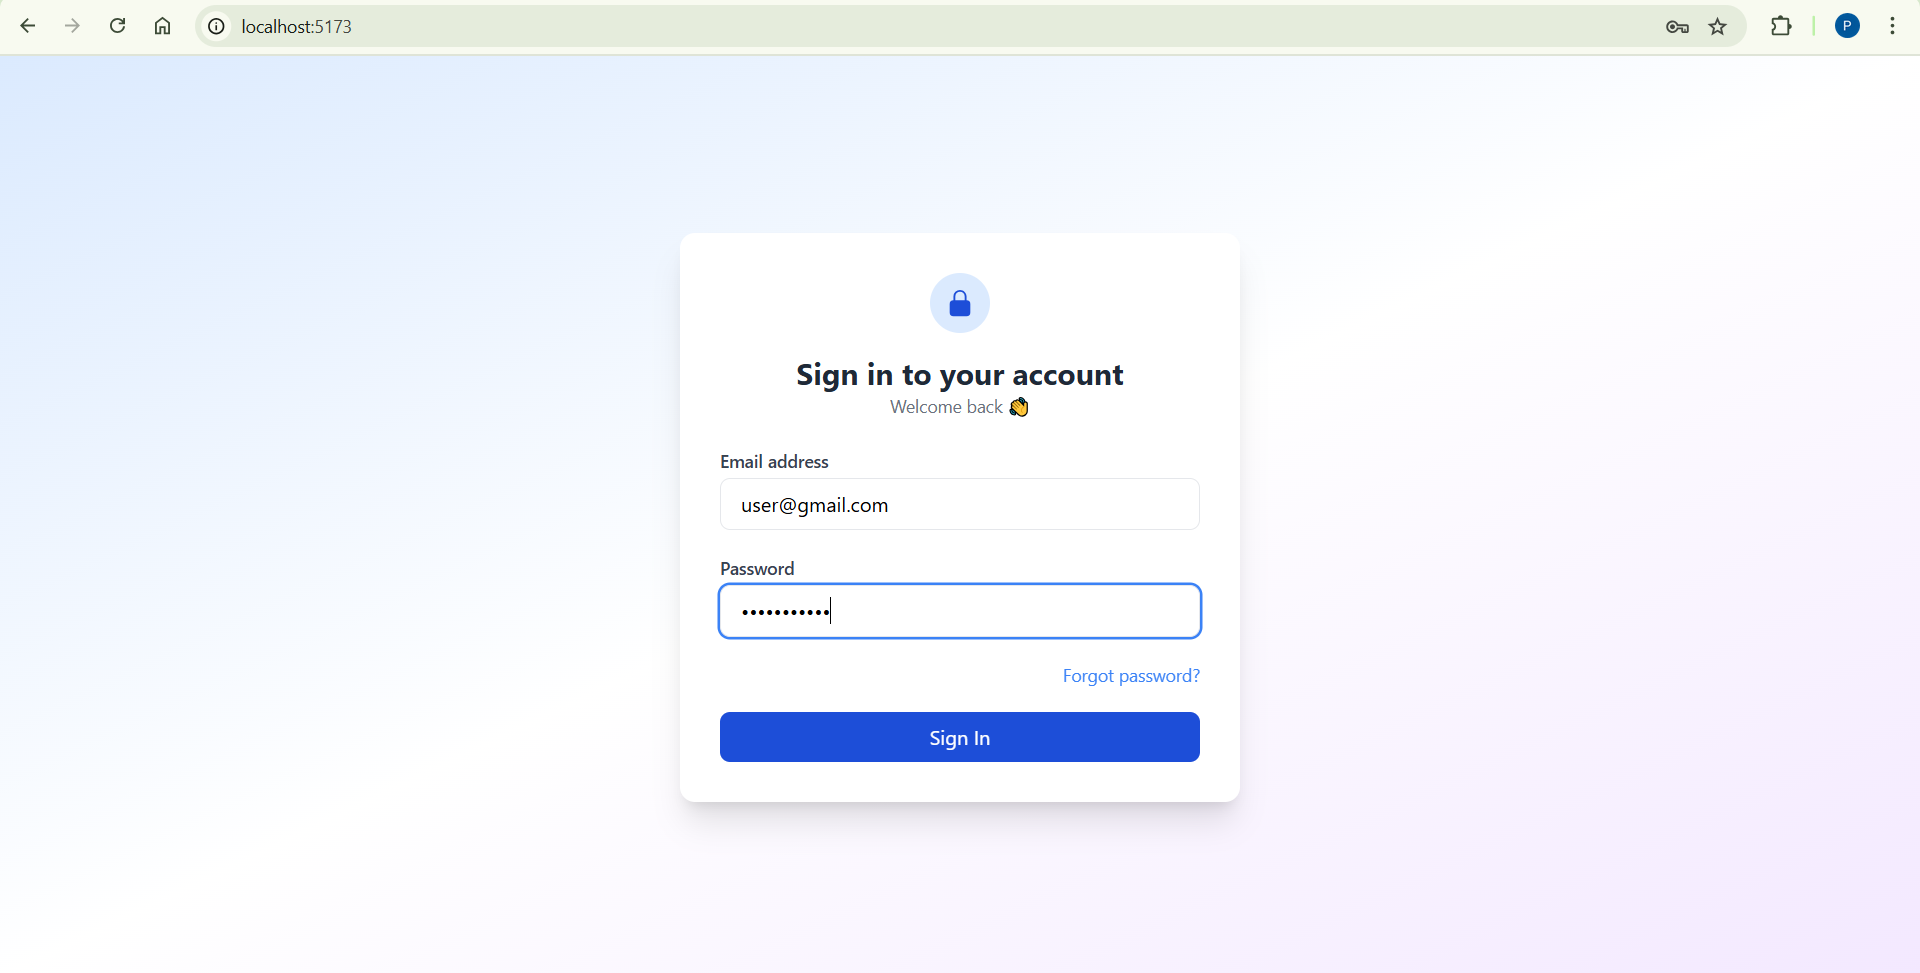 localhost:5173
P
Sign in to your account
Welcome back 👋
Email address
user@gmail.com
Password
•••••••••••
Forgot password?
Sign In